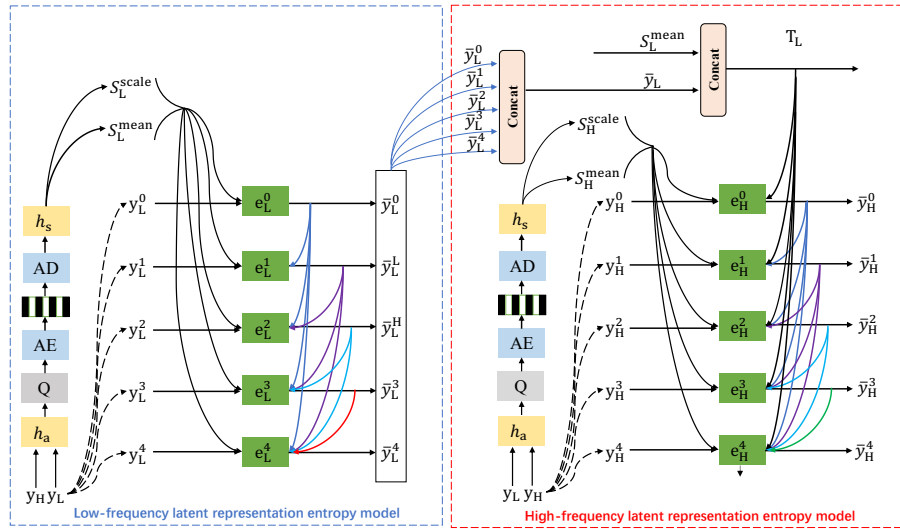 S_L^scale
S_L^mean
y_L^0
e_L^0
ȳ_L^0
h_s
y_L^1
e_L^1
ȳ_L^L
AD
y_L^2
e_L^2
ȳ_L^H
AE
y_L^3
e_L^3
ȳ_L^3
Q
y_L^4
e_L^4
ȳ_L^4
h_a
y_H y_L
Low-frequency latent representation entropy model
ȳ_L^0
ȳ_L^1
ȳ_L^2
ȳ_L^3
ȳ_L^4
Concat
S_L^mean
ȳ_L
Concat
T_L
S_H^scale
S_H^mean
y_H^0
e_H^0
ȳ_H^0
h_s
y_H^1
e_H^1
ȳ_H^1
AD
y_H^2
e_H^2
ȳ_H^2
AE
y_H^3
e_H^3
ȳ_H^3
Q
y_H^4
e_H^4
ȳ_H^4
h_a
y_L y_H
High-frequency latent representation entropy model